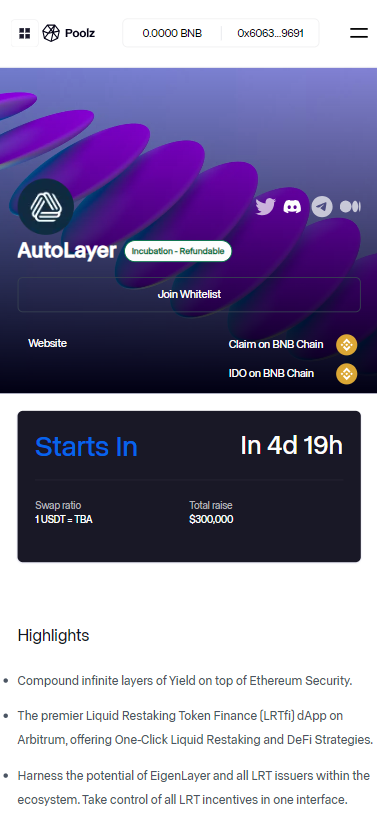 Poolz
0.0000 BNB
0x6063...9691
AutoLayer
Incubation - Refundable
Join Whitelist
Website
Claim on BNB Chain
IDO on BNB Chain
Starts In
In 4d 19h
Swap ratio
Total raise
1 USDT = TBA
$300,000
Highlights
Compound infinite layers of Yield on top of Ethereum Security.
The premier Liquid Restaking Token Finance (LRTfi) dApp on
Arbitrum, offering One-Click Liquid Restaking and DeFi Strategies.
Harness the potential of EigenLayer and all LRT issuers within the
ecosystem. Take control of all LRT incentives in one interface.